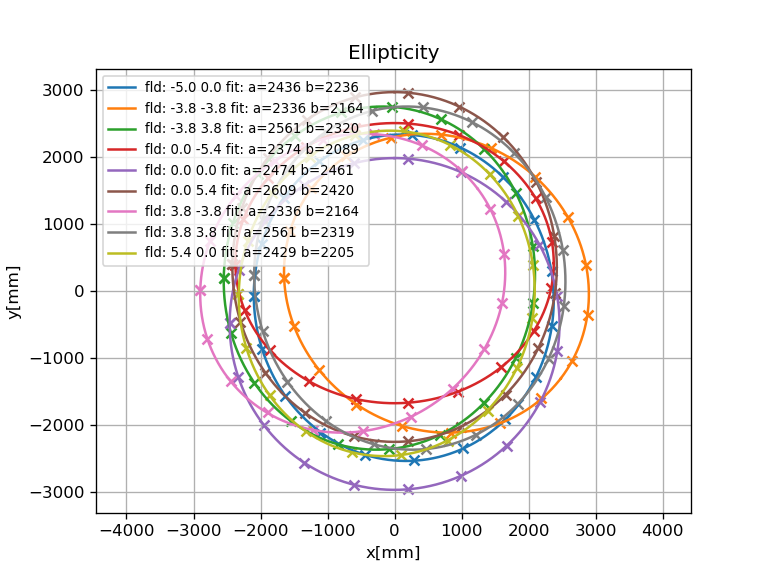 Ellipticity
fld: -5.0 0.0 fit: a=2436 b=2236
fld: -3.8 -3.8 fit: a=2336 b=2164
fld: -3.8 3.8 fit: a=2561 b=2320
fld: 0.0 -5.4 fit: a=2374 b=2089
fld: 0.0 0.0 fit: a=2474 b=2461
fld: 0.0 5.4 fit: a=2609 b=2420
fld: 3.8 -3.8 fit: a=2336 b=2164
fld: 3.8 3.8 fit: a=2561 b=2319
fld: 5.4 0.0 fit: a=2429 b=2205
3000
2000
1000
0
−1000
−2000
−3000
y[mm]
−4000 −3000 −2000 −1000 0 1000 2000 3000 4000
x[mm]